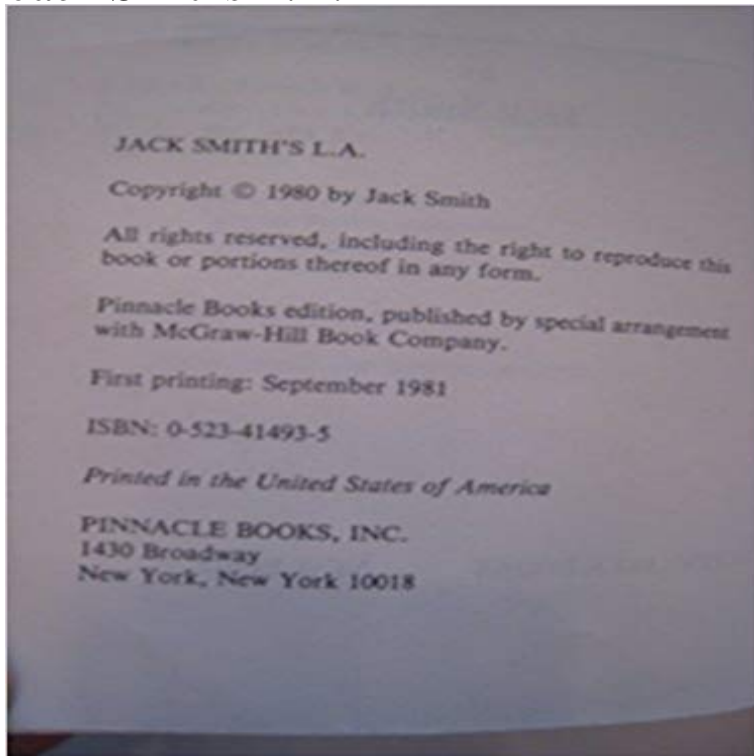 JACK SMITH'S L.A.
Copyright © 1980 by Jack Smith
All rights reserved, including the right to reproduce this
book or portions thereof in any form.
Pinnacle Books edition, published by special arrangement
with McGraw-Hill Book Company.
First printing: September 1981
ISBN: 0-523-41493-5
Printed in the United States of America
PINNACLE BOOKS, INC.
1430 Broadway
New York, New York 10018